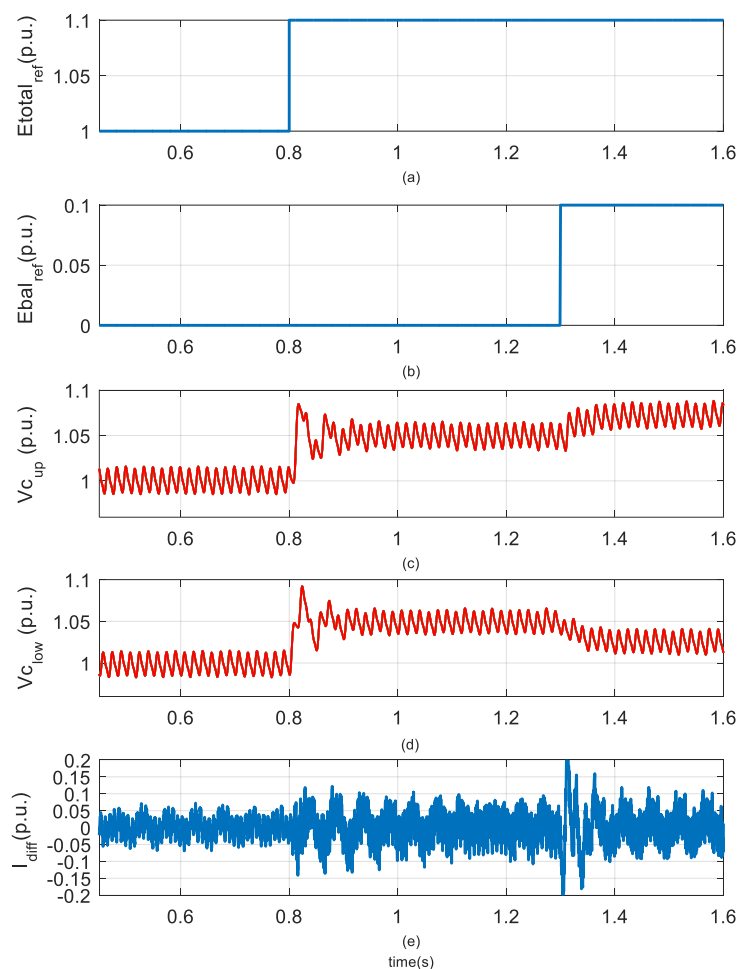 Etotal_ref(p.u.)
1.1
1.05
1
0.6 0.8 1 1.2 1.4 1.6
(a)
Ebal_ref(p.u.)
0.1
0.05
0
0.6 0.8 1 1.2 1.4 1.6
(b)
Vc_up (p.u.)
1.1
1.05
1
0.6 0.8 1 1.2 1.4 1.6
(c)
Vc_low (p.u.)
1.1
1.05
1
0.6 0.8 1 1.2 1.4 1.6
(d)
I_diff(p.u.)
0.2
0.15
0.1
0.05
0
-0.05
-0.1
-0.15
-0.2
0.6 0.8 1 1.2 1.4 1.6
(e)
time(s)